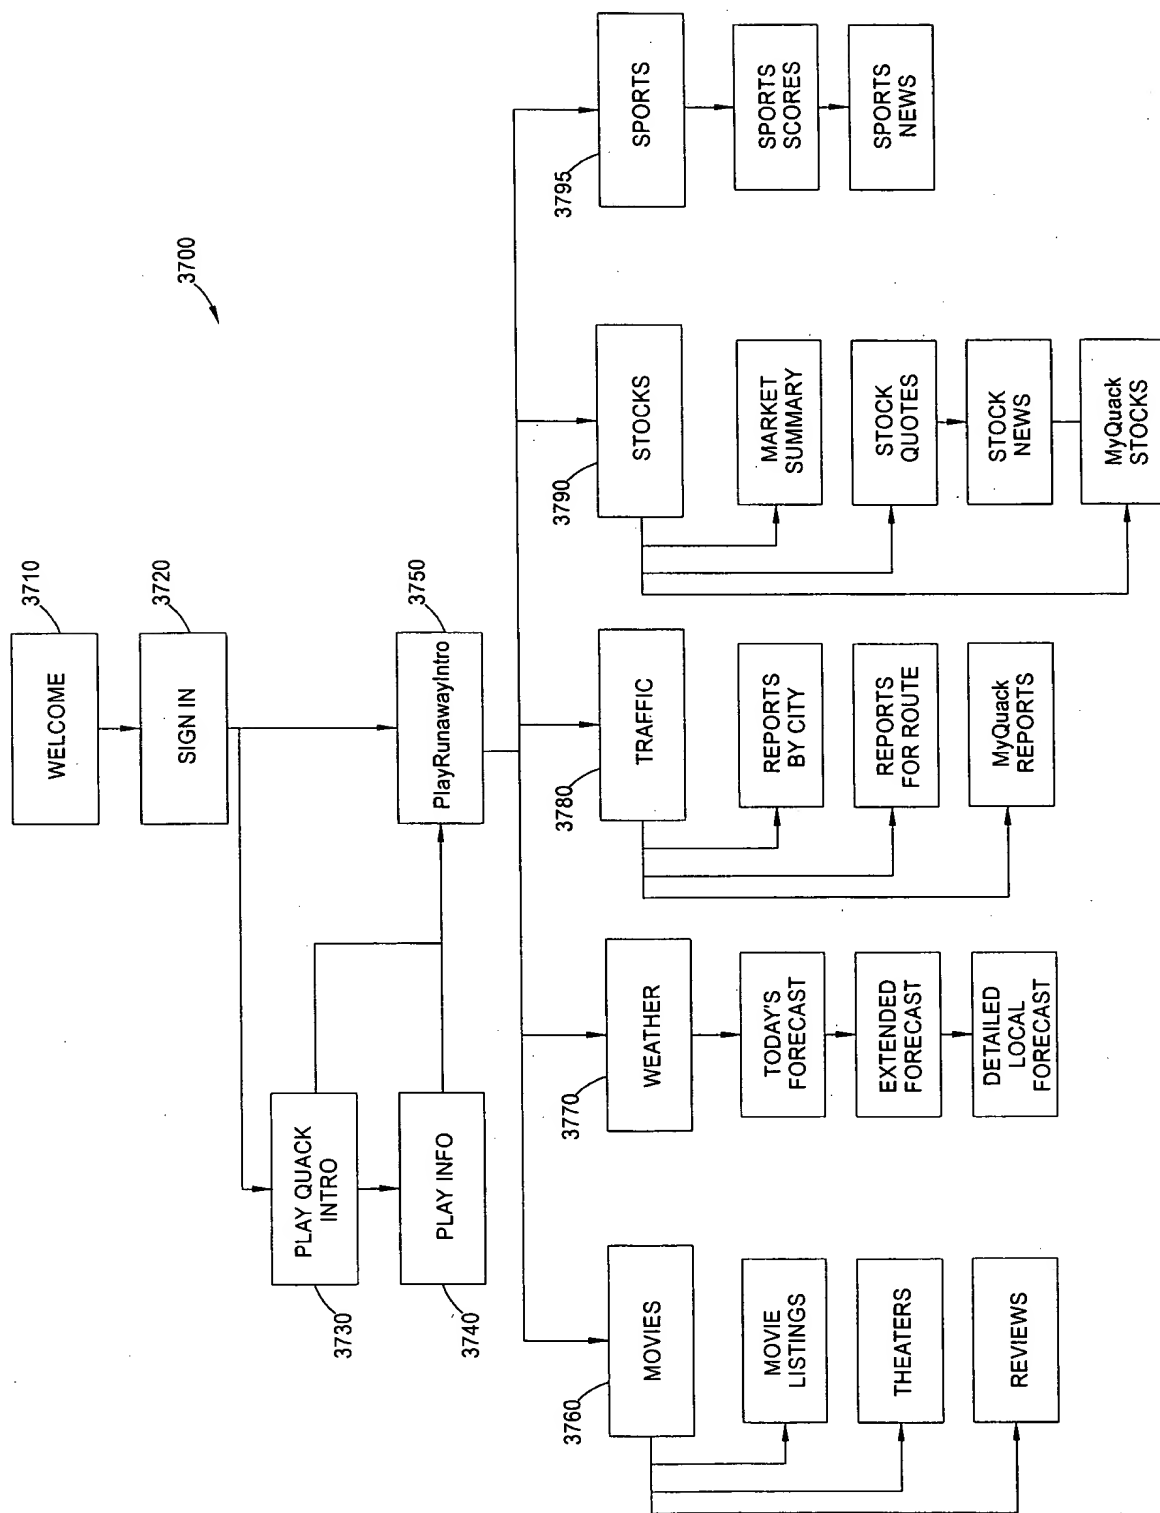 3700
WELCOME
3710
SIGN IN
3720
PLAY QUACK
INTRO
3730
PLAY INFO
3740
PlayRunawayIntro
3750
MOVIES
3760
MOVIE
LISTINGS
THEATERS
REVIEWS
WEATHER
3770
TODAY'S
FORECAST
EXTENDED
FORECAST
DETAILED
LOCAL
FORECAST
TRAFFIC
3780
REPORTS
BY CITY
REPORTS
FOR ROUTE
MyQuack
REPORTS
STOCKS
3790
MARKET
SUMMARY
STOCK
QUOTES
STOCK
NEWS
MyQuack
STOCKS
SPORTS
3795
SPORTS
SCORES
SPORTS
NEWS